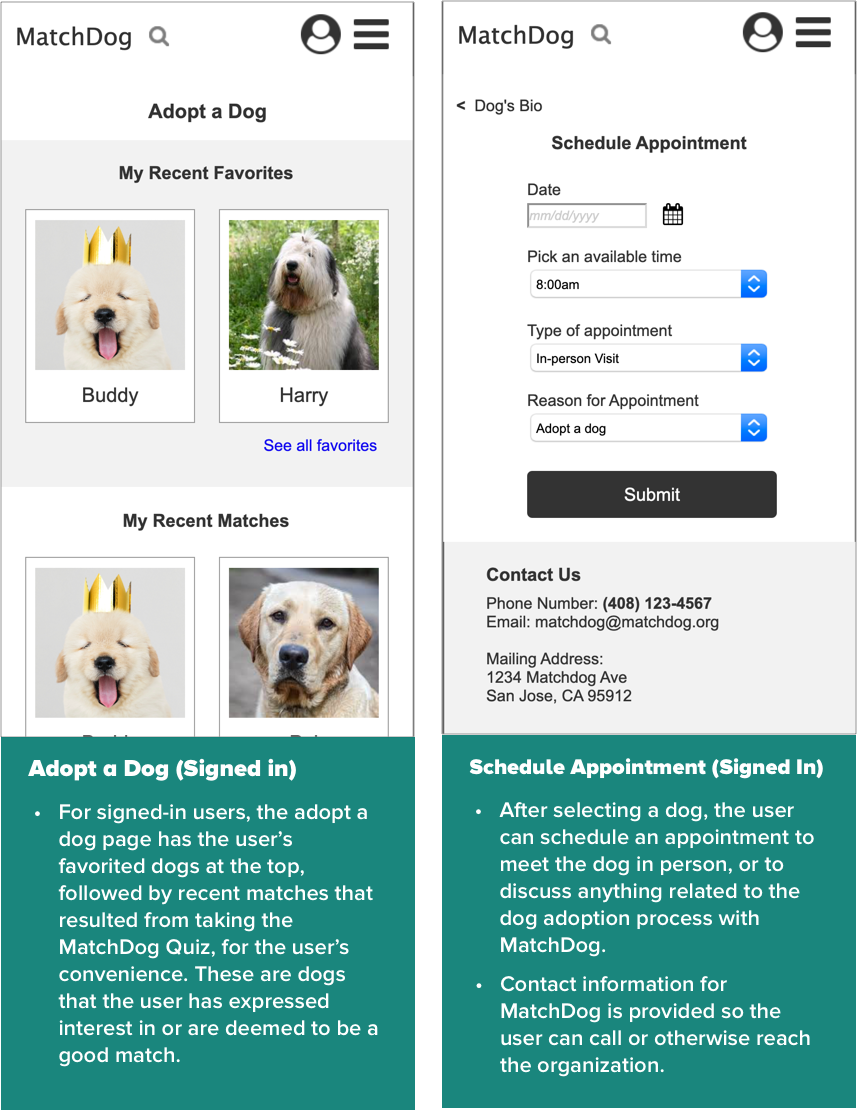 MatchDog
Adopt a Dog
My Recent Favorites
Buddy
Harry
See all favorites
My Recent Matches
Adopt a Dog (Signed in)
• For signed-in users, the adopt a
dog page has the user’s
favorited dogs at the top,
followed by recent matches that
resulted from taking the
MatchDog Quiz, for the user’s
convenience. These are dogs
that the user has expressed
interest in or are deemed to be a
good match.
MatchDog
< Dog's Bio
Schedule Appointment
Date
mm/dd/yyyy
Pick an available time
8:00am
Type of appointment
In-person Visit
Reason for Appointment
Adopt a dog
Submit
Contact Us
Phone Number: (408) 123-4567
Email: matchdog@matchdog.org
Mailing Address:
1234 Matchdog Ave
San Jose, CA 95912
Schedule Appointment (Signed In)
• After selecting a dog, the user
can schedule an appointment to
meet the dog in person, or to
discuss anything related to the
dog adoption process with
MatchDog.
• Contact information for
MatchDog is provided so the
user can call or otherwise reach
the organization.